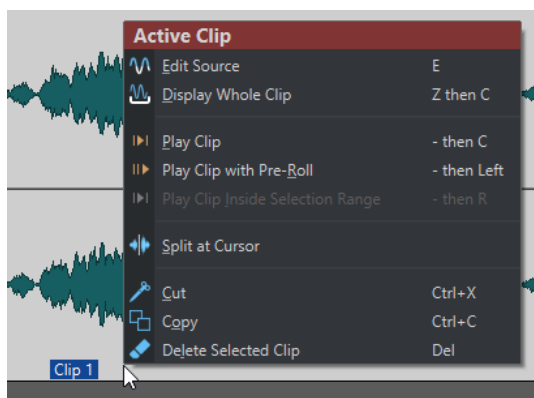 Active Clip
Edit Source E
Display Whole Clip Z then C
Play Clip - then C
Play Clip with Pre-Roll - then Left
Play Clip Inside Selection Range - then R
Split at Cursor
Cut Ctrl+X
Copy Ctrl+C
Delete Selected Clip Del
Clip 1